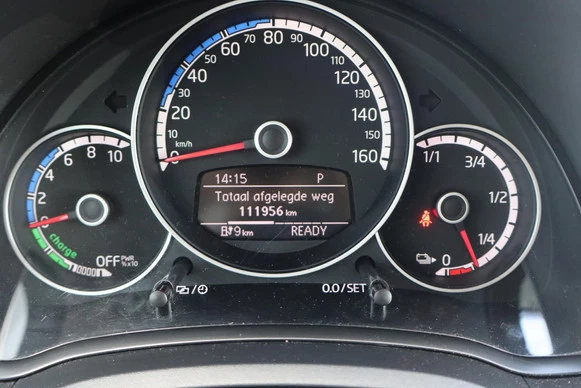 0 10 20 30 40 50 60 70 80 90 100 110 120 130 140 150 160
km/h
0 2 4 6 8 10
charge
OFF PWR %x10
14:15 P
Totaal afgelegde weg
111956 km
9km READY
0 1/4 1/2 3/4 1/1
0.0/SET